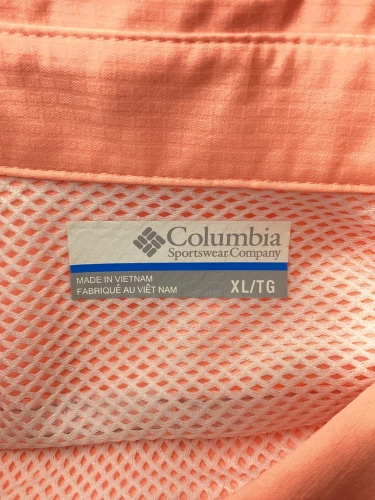 Columbia
Sportswear Company
MADE IN VIETNAM
FABRIQUÉ AU VIÊT NAM
XL/TG